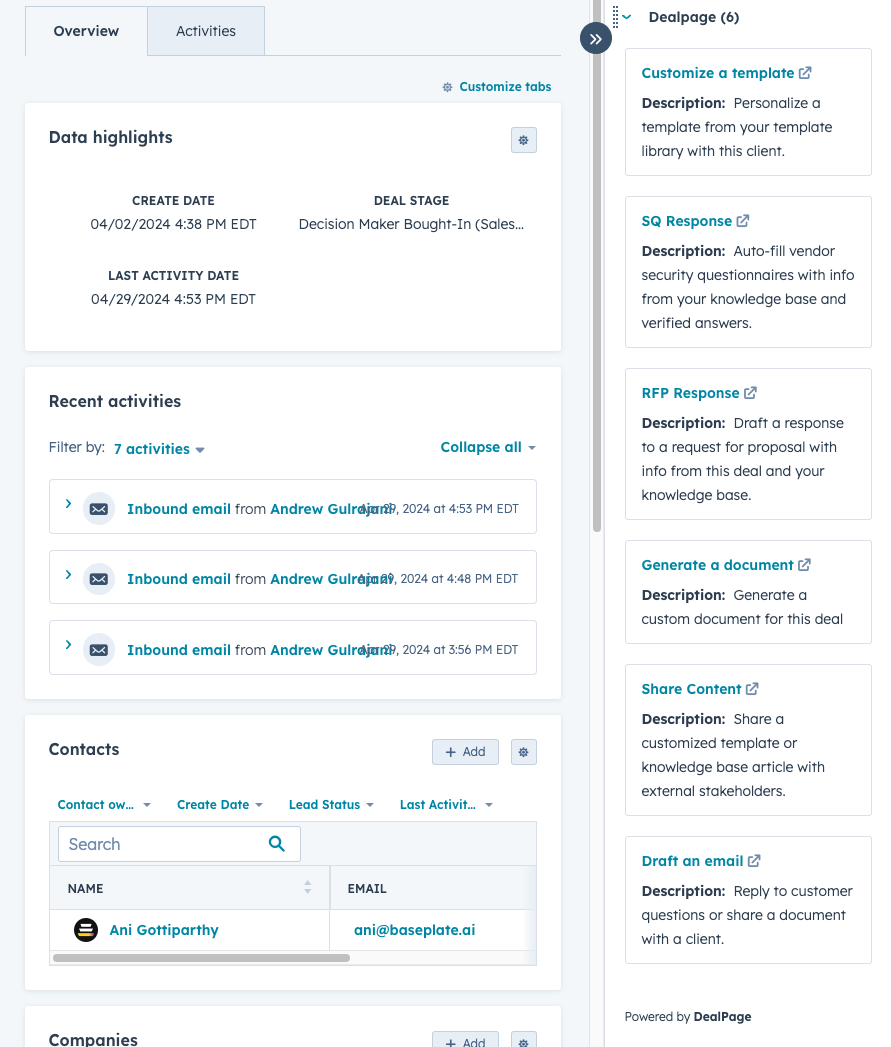 Overview
Activities
Customize tabs
Data highlights
CREATE DATE
04/02/2024 4:38 PM EDT
DEAL STAGE
Decision Maker Bought-In (Sales...
LAST ACTIVITY DATE
04/29/2024 4:53 PM EDT
Recent activities
Filter by: 7 activities
Collapse all
Inbound email from Andrew Gulrajani Apr 29, 2024 at 4:53 PM EDT
Inbound email from Andrew Gulrajani Apr 29, 2024 at 4:48 PM EDT
Inbound email from Andrew Gulrajani Apr 29, 2024 at 3:56 PM EDT
Contacts
+ Add
Contact ow...
Create Date
Lead Status
Last Activit...
Search
NAME
EMAIL
Ani Gottiparthy
ani@baseplate.ai
Companies
+ Add
Dealpage (6)
Customize a template
Description: Personalize a
template from your template
library with this client.
SQ Response
Description: Auto-fill vendor
security questionnaires with info
from your knowledge base and
verified answers.
RFP Response
Description: Draft a response
to a request for proposal with
info from this deal and your
knowledge base.
Generate a document
Description: Generate a
custom document for this deal
Share Content
Description: Share a
customized template or
knowledge base article with
external stakeholders.
Draft an email
Description: Reply to customer
questions or share a document
with a client.
Powered by DealPage